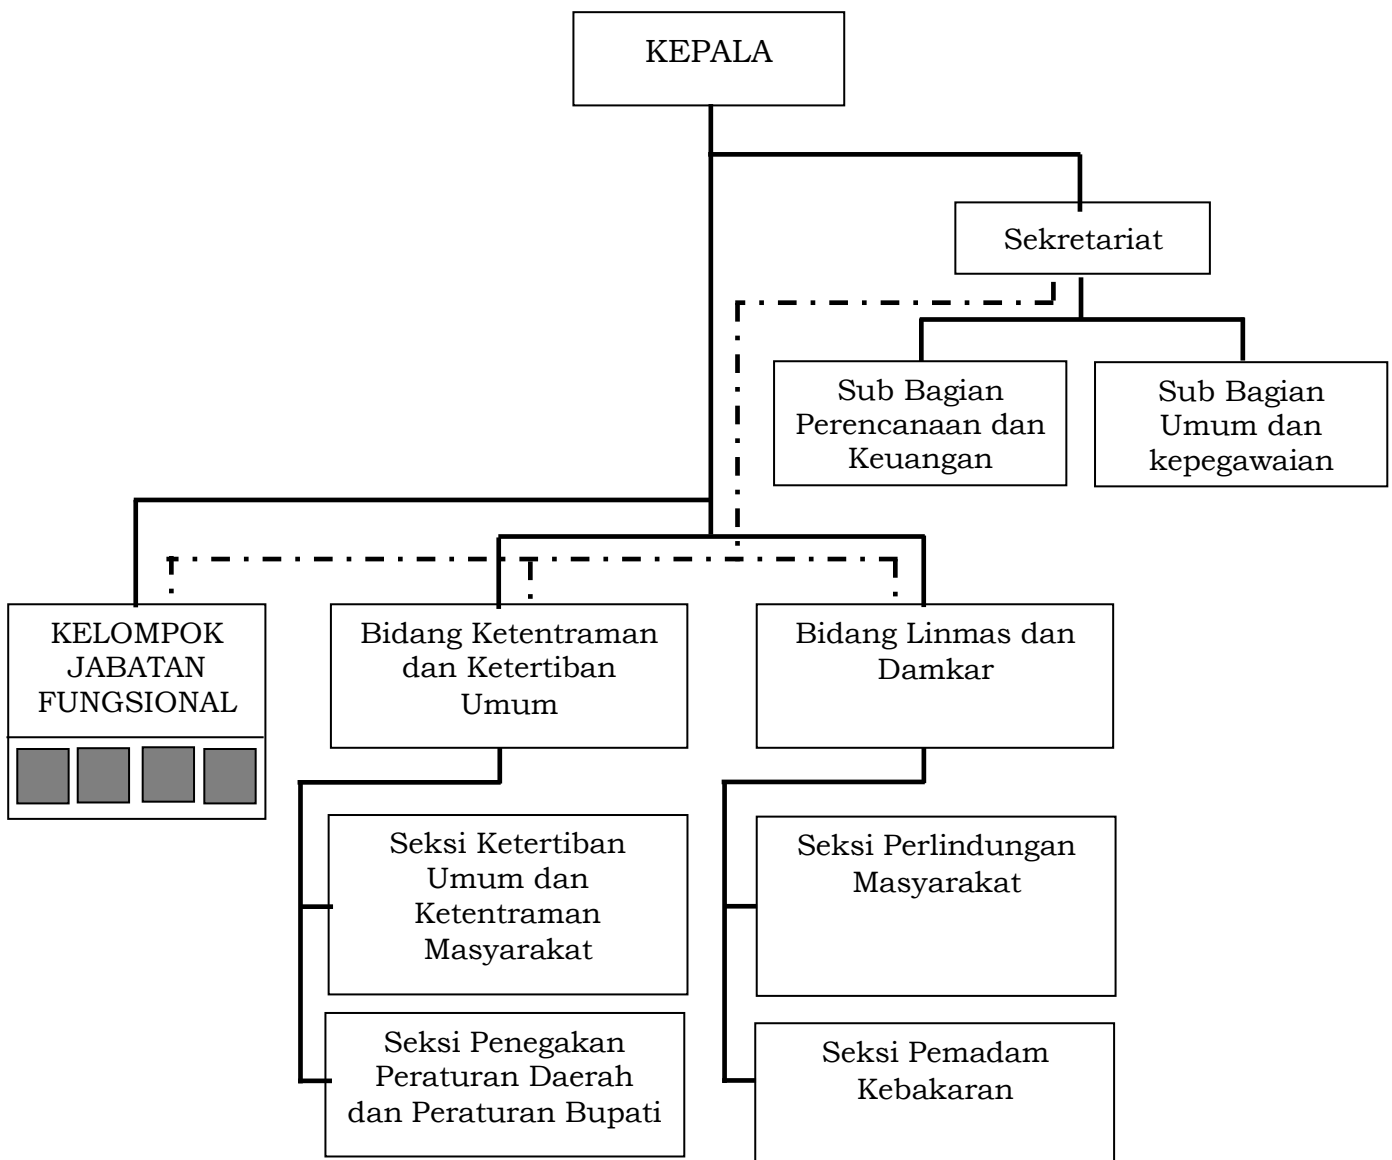 KEPALA
Sekretariat
Sub Bagian
Perencanaan dan
Keuangan
Sub Bagian
Umum dan
kepegawaian
KELOMPOK
JABATAN
FUNGSIONAL
Bidang Ketentraman
dan Ketertiban
Umum
Bidang Linmas dan
Damkar
Seksi Ketertiban
Umum dan
Ketentraman
Masyarakat
Seksi Perlindungan
Masyarakat
Seksi Penegakan
Peraturan Daerah
dan Peraturan Bupati
Seksi Pemadam
Kebakaran